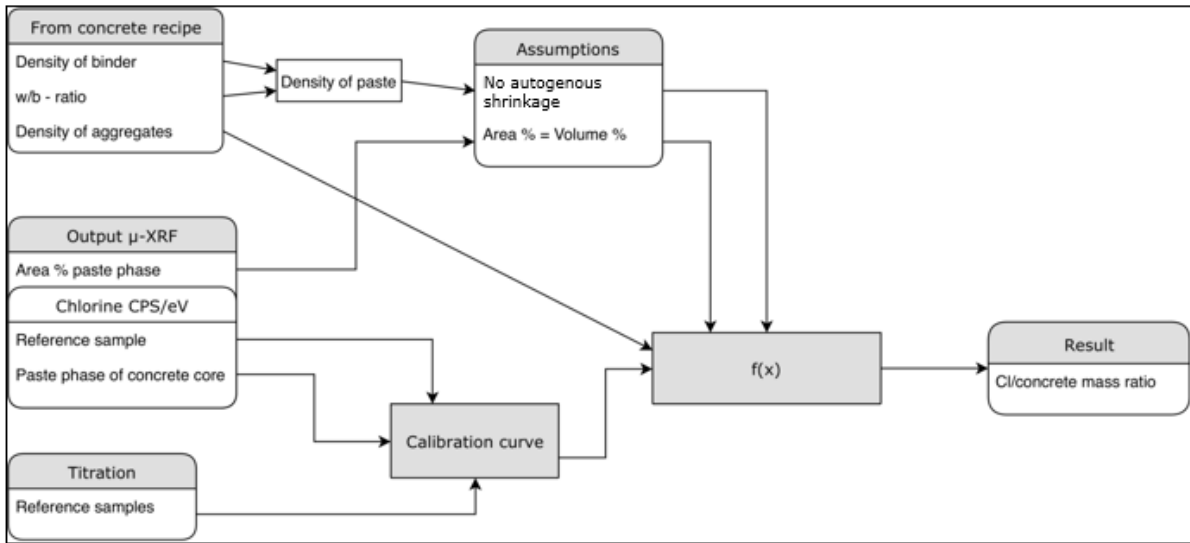 From concrete recipe
Density of binder
w/b - ratio
Density of aggregates
Density of paste
Assumptions
No autogenous
shrinkage
Area % = Volume %
Output μ-XRF
Area % paste phase
Chlorine CPS/eV
Reference sample
Paste phase of concrete core
Titration
Reference samples
Calibration curve
f(x)
Result
Cl/concrete mass ratio